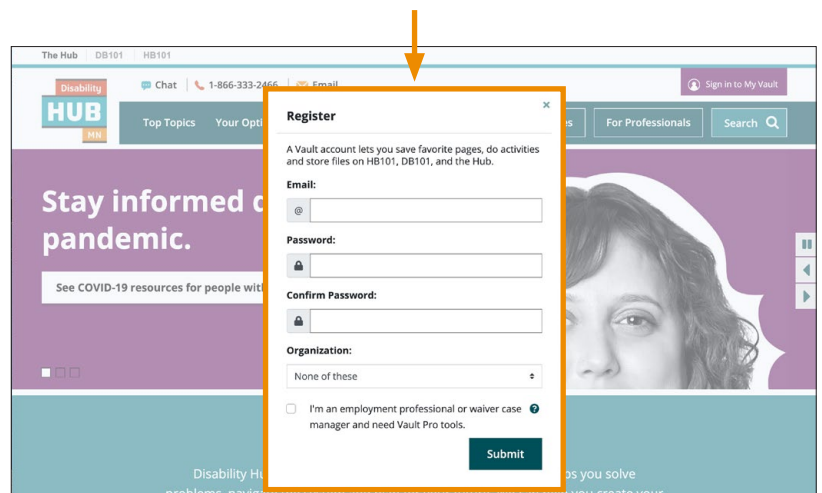 The Hub DB101 HB101
Disability
HUB
MN
Chat 1-866-333-2466 Email
Sign in to My Vault
Top Topics Your For Professionals Search
Stay informed
pandemic.
See COVID-19 resources for people
Register
×
A Vault account lets you save favorite pages, do activities
and store files on HB101, DB101, and the Hub.
Email:
@
Password:
Confirm Password:
Organization:
None of these
I'm an employment professional or waiver case
manager and need Vault Pro tools.
?
Submit
Disability
you solve